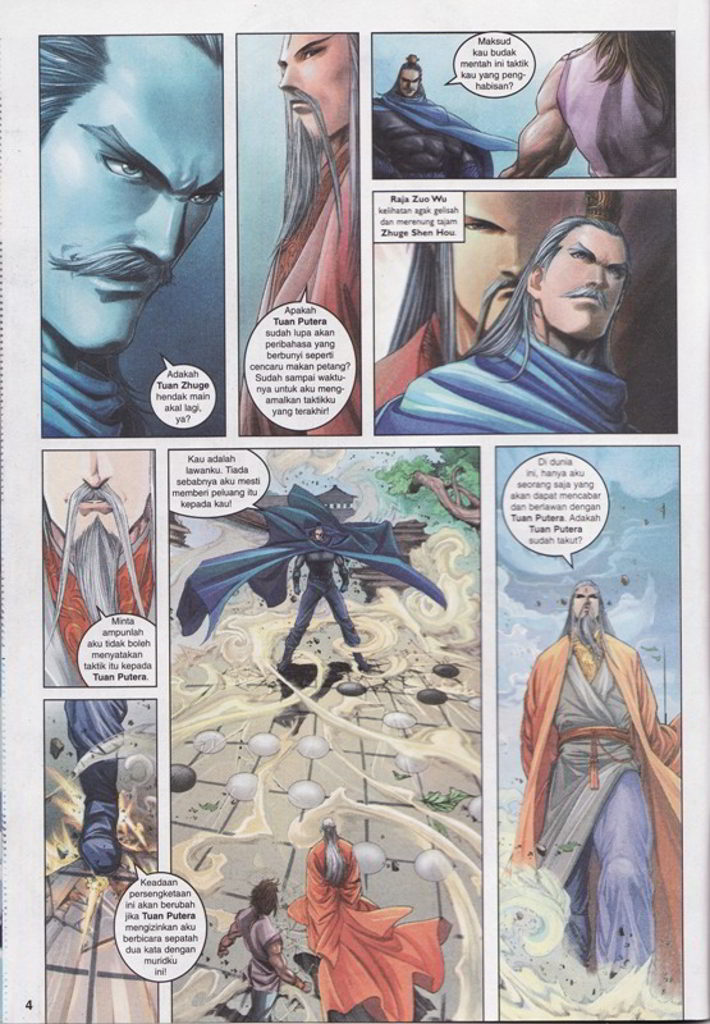 Adakah
Tuan Zhuge
hendak main
akal lagi,
ya?
Apakah
Tuan Putera
sudah lupa akan
peribahasa yang
berbunyi seperti
cencaru makan petang?
Sudah sampai waktu-
nya untuk aku meng-
amalkan taktikku
yang terakhir!
Maksud
kau budak
mentah ini taktik
kau yang peng-
habisan?
Raja Zuo Wu
kelihatan agak gelisah
dan merenung tajam
Zhuge Shen Hou.
Minta
ampunlah
aku tidak boleh
menyatakan
taktik itu kepada
Tuan Putera.
Kau adalah
lawanku. Tiada
sebabnya aku mesti
memberi peluang itu
kepada kau!
Di dunia
ini, hanya aku
seorang saja yang
akan dapat mencabar
dan berlawan dengan
Tuan Putera. Adakah
Tuan Putera
sudah takut?
Keadaan
persengketaan
ini akan berubah
jika Tuan Putera
mengizinkan aku
berbicara sepatah
dua kata dengan
muridku
ini!
4